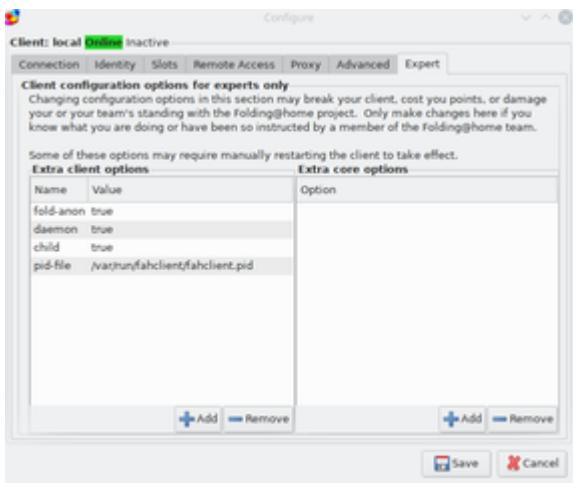 Configure
Client: local Online Inactive
Connection Identity Slots Remote Access Proxy Advanced Expert
Client configuration options for experts only
Changing configuration options in this section may break your client, cost you points, or damage
your or your team's standing with the Folding@home project. Only make changes here if you
know what you are doing or have been so instructed by a member of the Folding@home team.
Some of these options may require manually restarting the client to take effect.
Extra client options
Name Value
fold-anon true
daemon true
child true
pid-file /var/run/fahclient/fahclient.pid
Add Remove
Extra core options
Option
Add Remove
Save Cancel